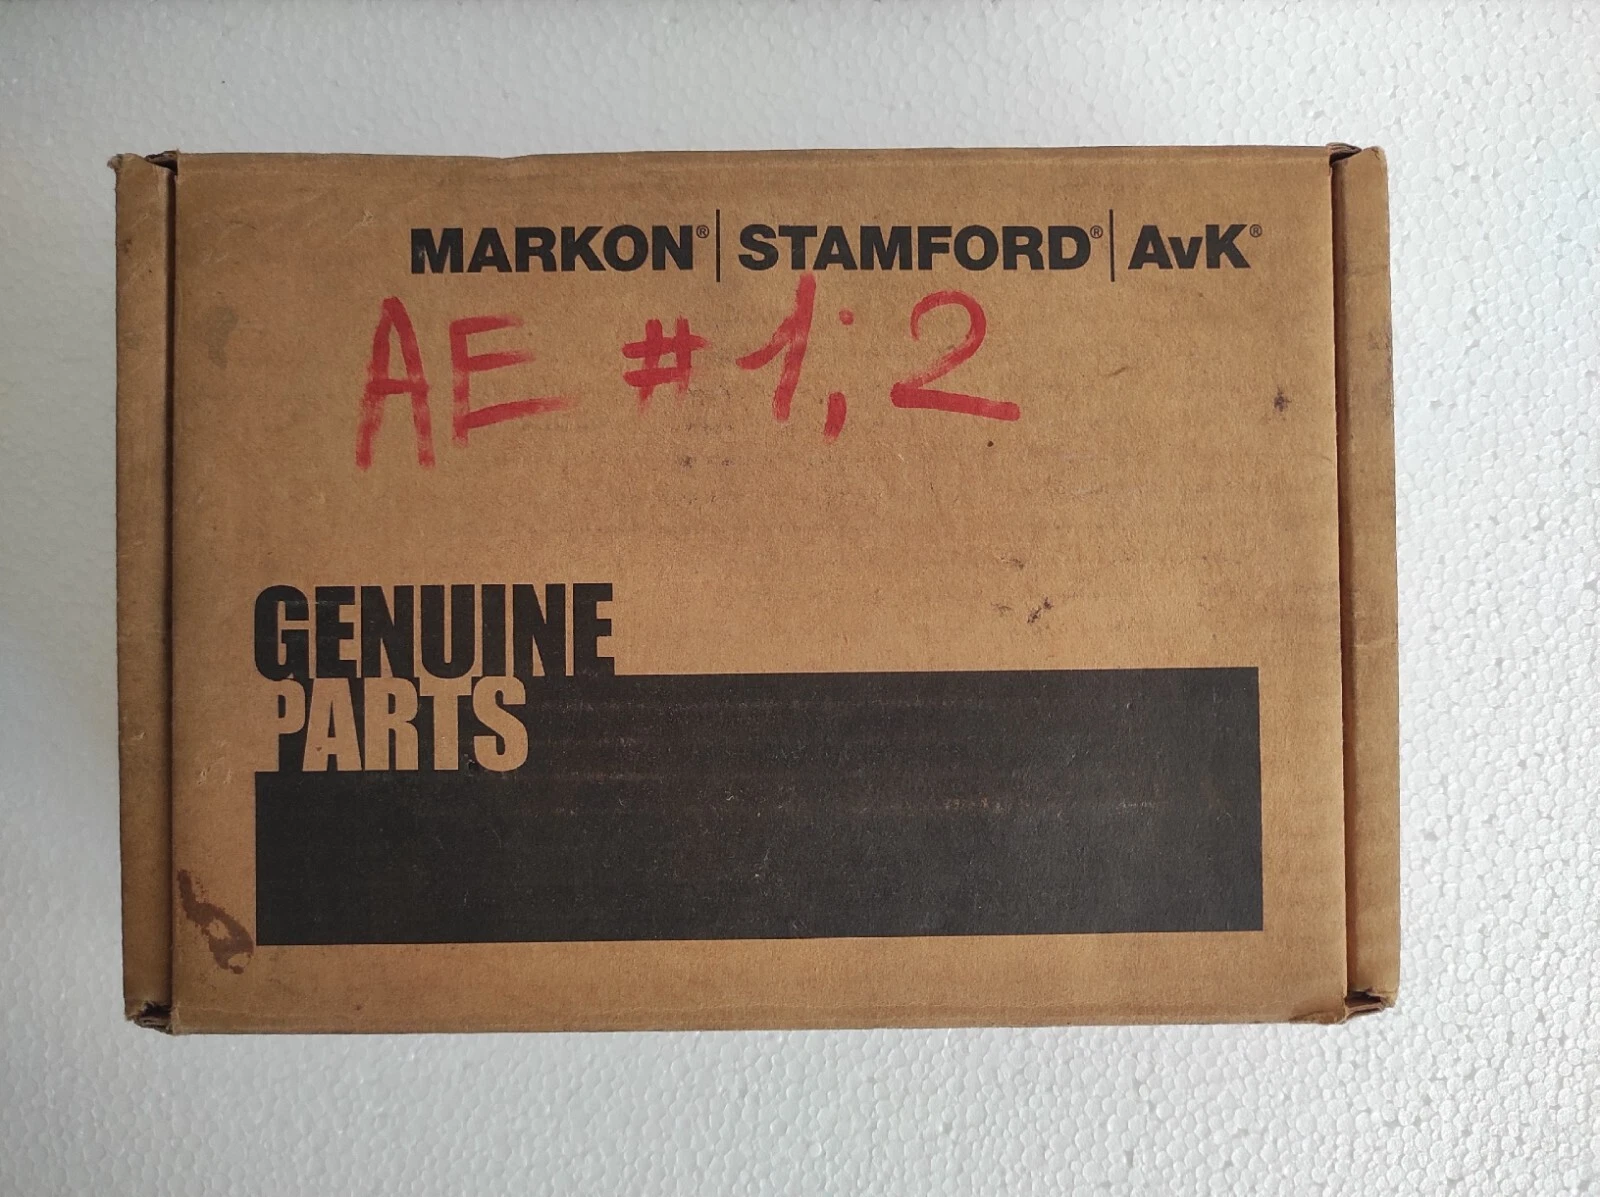 MARKON® | STAMFORD® | AvK®
AE # 1; 2
GENUINE
PARTS